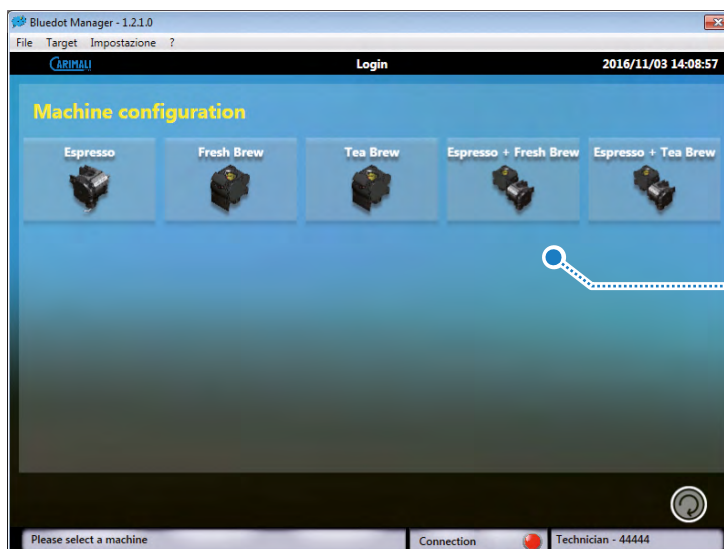 Bluedot Manager - 1.2.1.0
File Target Impostazione ?
CARIMALI Login 2016/11/03 14:08:57
Machine configuration
Espresso Fresh Brew Tea Brew Espresso + Fresh Brew Espresso + Tea Brew
Please select a machine Connection Technician - 44444